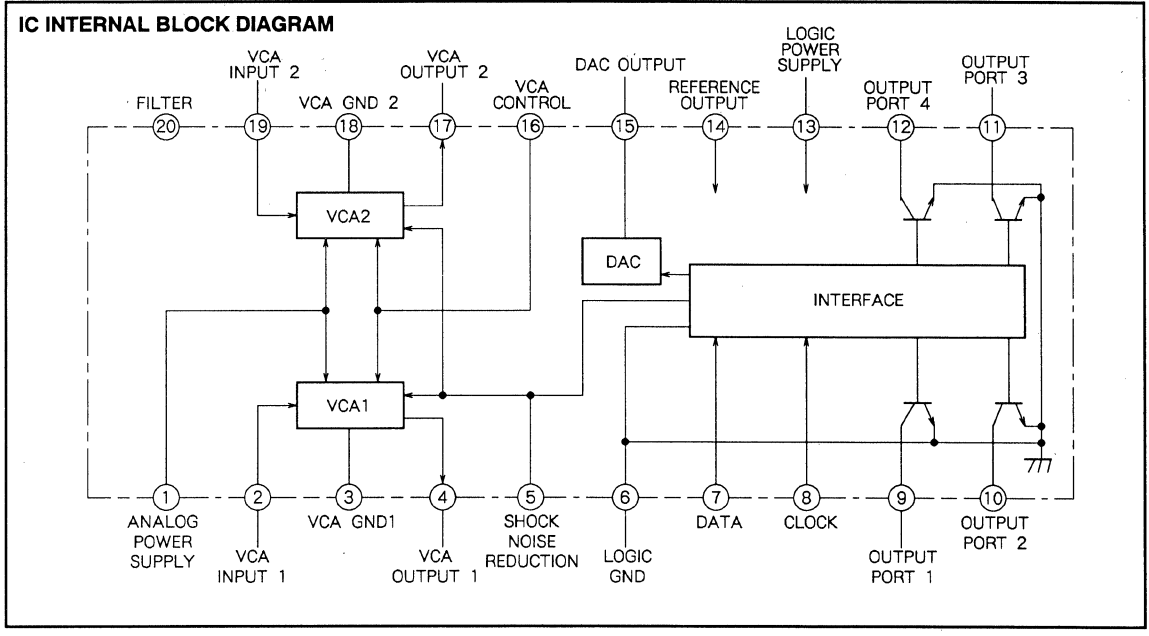 IC INTERNAL BLOCK DIAGRAM
VCA
INPUT 2
VCA
OUTPUT 2
VCA
CONTROL
DAC OUTPUT
LOGIC
POWER
SUPPLY
OUTPUT
PORT 3
FILTER
VCA GND 2
REFERENCE
OUTPUT
OUTPUT
PORT 4
20 19 18 17 16 15 14 13 12 11
VCA2
DAC
INTERFACE
VCA1
1 2 3 4 5 6 7 8 9 10
ANALOG
POWER
SUPPLY
VCA
INPUT 1
VCA GND1
VCA
OUTPUT 1
SHOCK
NOISE
REDUCTION
LOGIC
GND
DATA
CLOCK
OUTPUT
PORT 1
OUTPUT
PORT 2